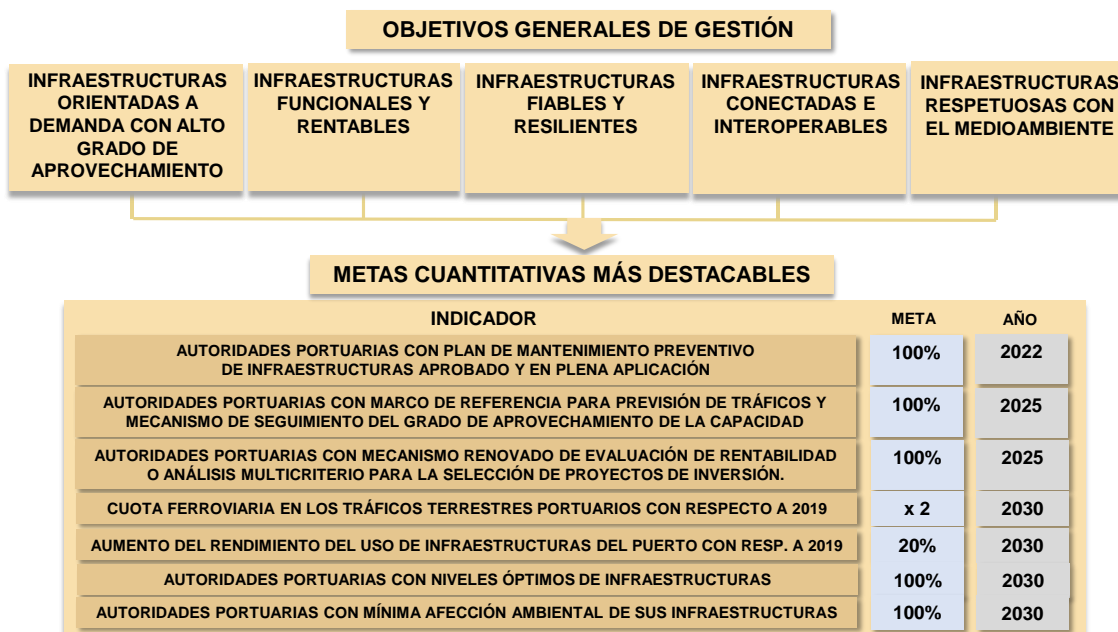 OBJETIVOS GENERALES DE GESTIÓN
INFRAESTRUCTURAS
ORIENTADAS A
DEMANDA CON ALTO
GRADO DE
APROVECHAMIENTO
INFRAESTRUCTURAS
FUNCIONALES Y
RENTABLES
INFRAESTRUCTURAS
FIABLES Y
RESILIENTES
INFRAESTRUCTURAS
CONECTADAS E
INTEROPERABLES
INFRAESTRUCTURAS
RESPETUOSAS CON
EL MEDIOAMBIENTE
METAS CUANTITATIVAS MÁS DESTACABLES
INDICADOR META AÑO
AUTORIDADES PORTUARIAS CON PLAN DE MANTENIMIENTO PREVENTIVO
DE INFRAESTRUCTURAS APROBADO Y EN PLENA APLICACIÓN
100% 2022
AUTORIDADES PORTUARIAS CON MARCO DE REFERENCIA PARA PREVISIÓN DE TRÁFICOS Y
MECANISMO DE SEGUIMIENTO DEL GRADO DE APROVECHAMIENTO DE LA CAPACIDAD
100% 2025
AUTORIDADES PORTUARIAS CON MECANISMO RENOVADO DE EVALUACIÓN DE RENTABILIDAD
O ANÁLISIS MULTICRITERIO PARA LA SELECCIÓN DE PROYECTOS DE INVERSIÓN.
100% 2025
CUOTA FERROVIARIA EN LOS TRÁFICOS TERRESTRES PORTUARIOS CON RESPECTO A 2019 x 2 2030
AUMENTO DEL RENDIMIENTO DEL USO DE INFRAESTRUCTURAS DEL PUERTO CON RESP. A 2019 20% 2030
AUTORIDADES PORTUARIAS CON NIVELES ÓPTIMOS DE INFRAESTRUCTURAS 100% 2030
AUTORIDADES PORTUARIAS CON MÍNIMA AFECCIÓN AMBIENTAL DE SUS INFRAESTRUCTURAS 100% 2030